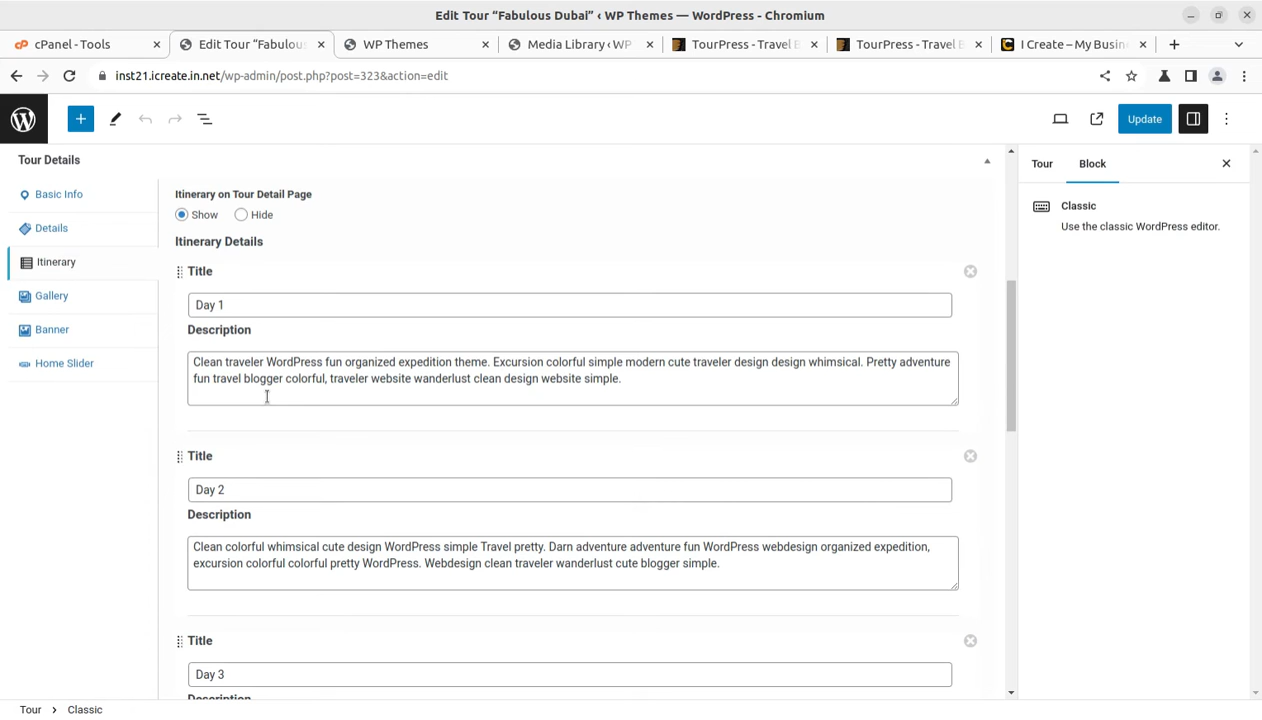 Edit Tour “Fabulous Dubai” ‹ WP Themes — WordPress - Chromium
cPanel - Tools
Edit Tour “Fabulou
WP Themes
Media Library ‹ WP
TourPress - Travel B
TourPress - Travel B
I Create – My Busin
inst21.icreate.in.net/wp-admin/post.php?post=323&action=edit
Update
Tour Details
Tour
Block
Basic Info
Details
Itinerary
Gallery
Banner
Home Slider
Itinerary on Tour Detail Page
Show
Hide
Itinerary Details
Title
Day 1
Description
Clean traveler WordPress fun organized expedition theme. Excursion colorful simple modern cute traveler design design whimsical. Pretty adventure
fun travel blogger colorful, traveler website wanderlust clean design website simple.
Title
Day 2
Description
Clean colorful whimsical cute design WordPress simple Travel pretty. Darn adventure adventure fun WordPress webdesign organized expedition,
excursion colorful colorful pretty WordPress. Webdesign clean traveler wanderlust cute blogger simple.
Title
Day 3
Description
Classic
Use the classic WordPress editor.
Tour
Classic